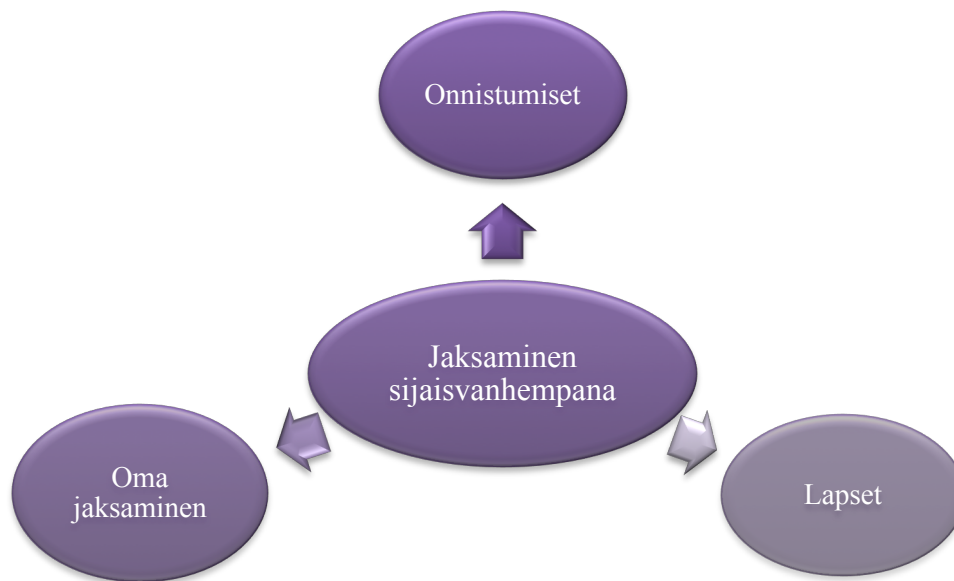 Onnistumiset
Jaksaminen
sijaisvanhempana
Oma
jaksaminen
Lapset